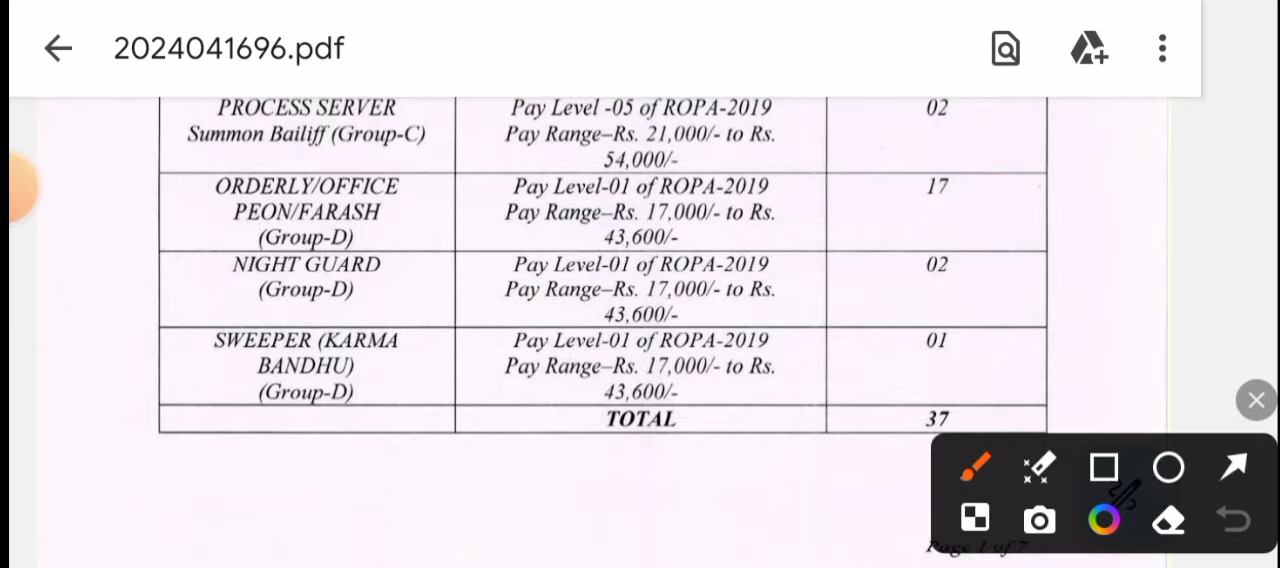 2024041696.pdf
PROCESS SERVER
Summon Bailiff (Group-C)
Pay Level -05 of ROPA-2019
Pay Range–Rs. 21,000/- to Rs.
54,000/-
02
ORDERLY/OFFICE
PEON/FARASH
(Group-D)
Pay Level-01 of ROPA-2019
Pay Range–Rs. 17,000/- to Rs.
43,600/-
17
NIGHT GUARD
(Group-D)
Pay Level-01 of ROPA-2019
Pay Range–Rs. 17,000/- to Rs.
43,600/-
02
SWEEPER (KARMA
BANDHU)
(Group-D)
Pay Level-01 of ROPA-2019
Pay Range–Rs. 17,000/- to Rs.
43,600/-
01
TOTAL
37
Page 1 of 7